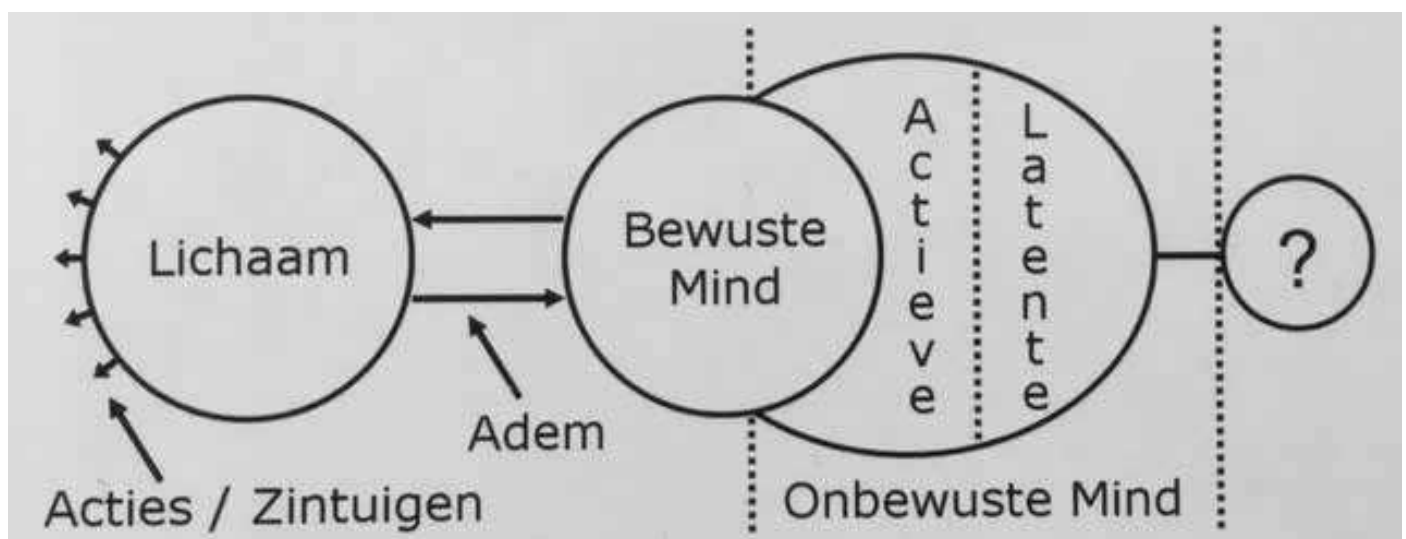 Lichaam
Bewuste
Mind
Actieve
Latente
?
Adem
Acties / Zintuigen
Onbewuste Mind